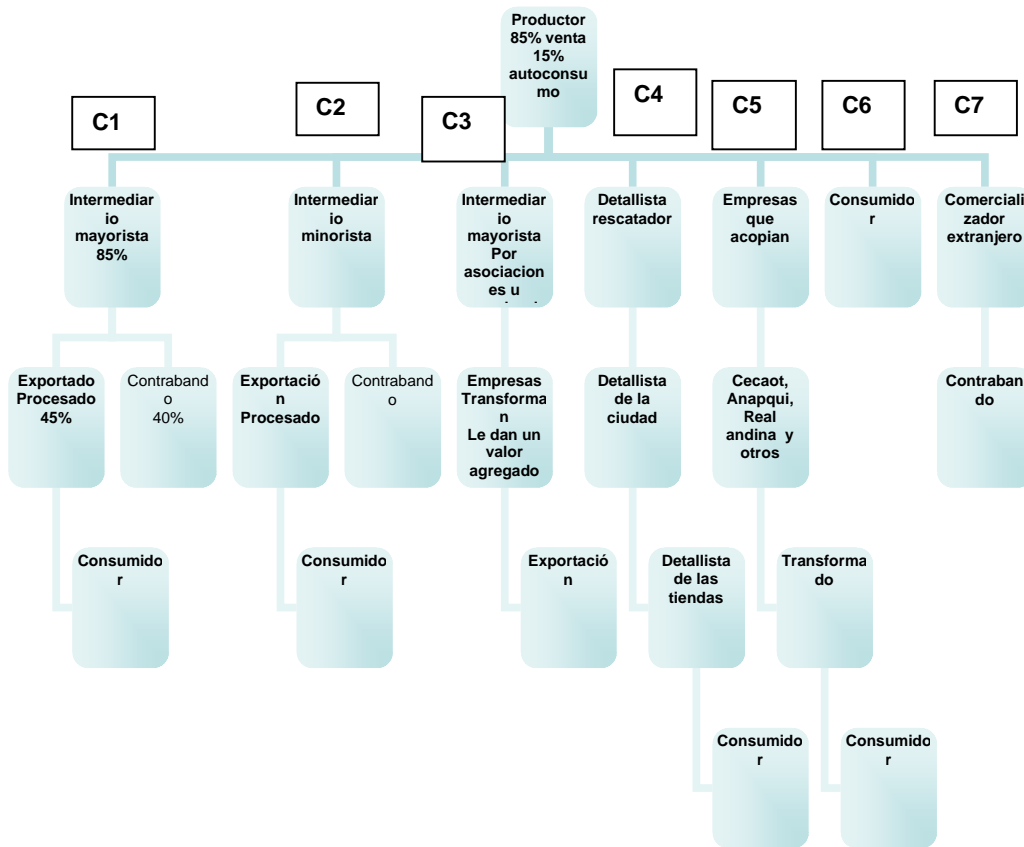 Productor
85% venta
15%
autoconsu
mo
C1
C2
C3
C4
C5
C6
C7
Intermediar
io
mayorista
85%
Intermediar
io
minorista
Intermediar
io
mayorista
Por
asociacion
es u
Detallista
rescatador
Empresas
que
acopian
Consumido
r
Comerciali
zador
extranjero
Exportado
Procesado
45%
Contraband
o
40%
Exportació
n
Procesado
Contraband
o
Empresas
Transforma
n
Le dan un
valor
agregado
Detallista
de la
ciudad
Cecaot,
Anapqui,
Real
andina y
otros
Contraban
do
Consumido
r
Consumido
r
Exportació
n
Detallista
de las
tiendas
Transforma
do
Consumido
r
Consumido
r